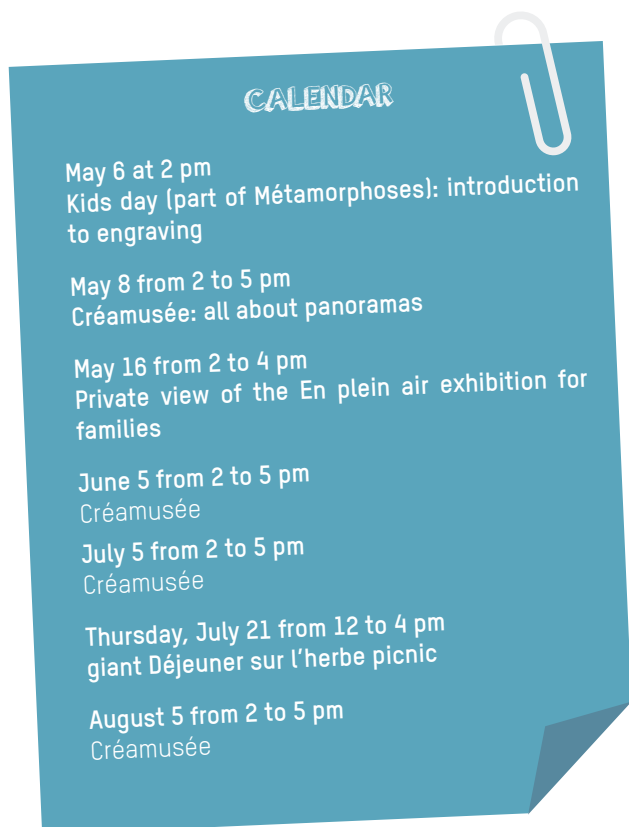 CALENDAR
May 6 at 2 pm
Kids day (part of Métamorphoses): introduction
to engraving
May 8 from 2 to 5 pm
Créamusée: all about panoramas
May 16 from 2 to 4 pm
Private view of the En plein air exhibition for
families
June 5 from 2 to 5 pm
Créamusée
July 5 from 2 to 5 pm
Créamusée
Thursday, July 21 from 12 to 4 pm
giant Déjeuner sur l’herbe picnic
August 5 from 2 to 5 pm
Créamusée